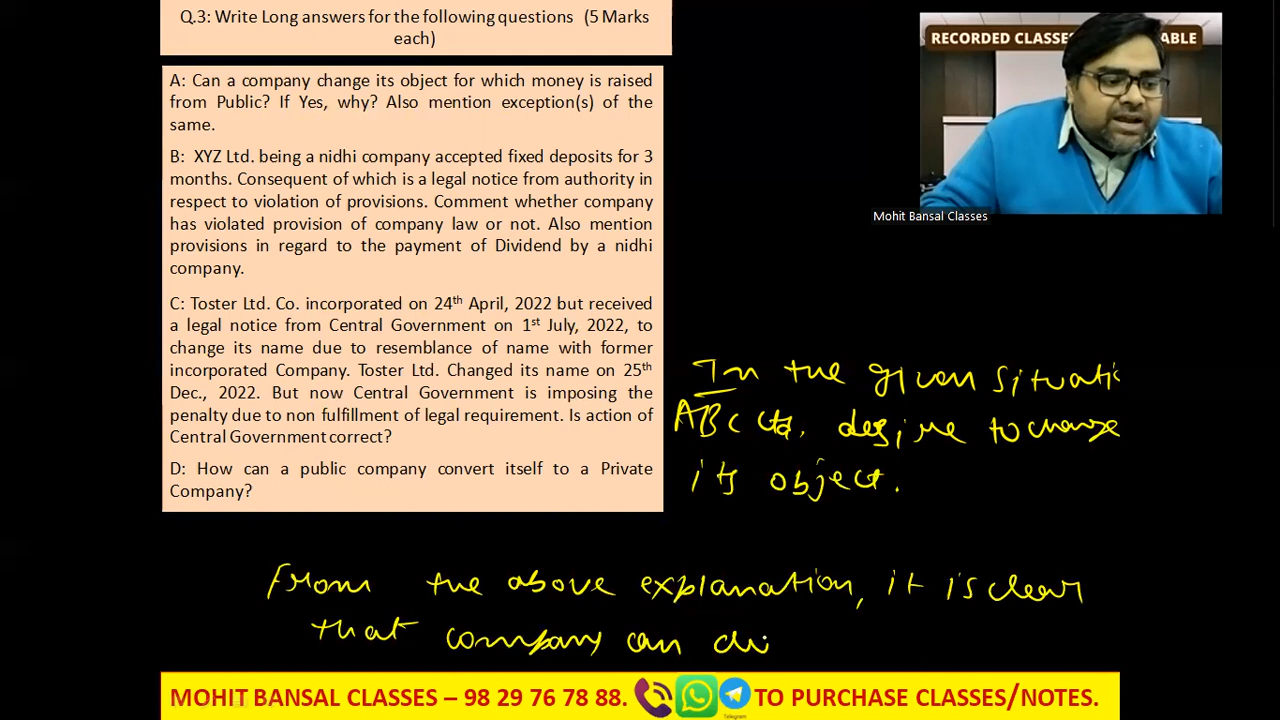 Q.3: Write Long answers for the following questions (5 Marks
each)
RECORDED CLASSES ABLE
A: Can a company change its object for which money is raised
from Public? If Yes, why? Also mention exception(s) of the
same.
B: XYZ Ltd. being a nidhi company accepted fixed deposits for 3
months. Consequent of which is a legal notice from authority in
respect to violation of provisions. Comment whether company
has violated provision of company law or not. Also mention
provisions in regard to the payment of Dividend by a nidhi
company.
Mohit Bansal Classes
C: Toster Ltd. Co. incorporated on 24th April, 2022 but received
a legal notice from Central Government on 1st July, 2022, to
change its name due to resemblance of name with former
incorporated Company. Toster Ltd. Changed its name on 25th
Dec., 2022. But now Central Government is imposing the
penalty due to non fulfillment of legal requirement. Is action of
Central Government correct?
D: How can a public company convert itself to a Private
Company?
In the given situati
ABC Ltd. desire to change
its object.
From the above explanation, it is clear
that company can
MOHIT BANSAL CLASSES – 98 29 76 78 88. TO PURCHASE CLASSES/NOTES.